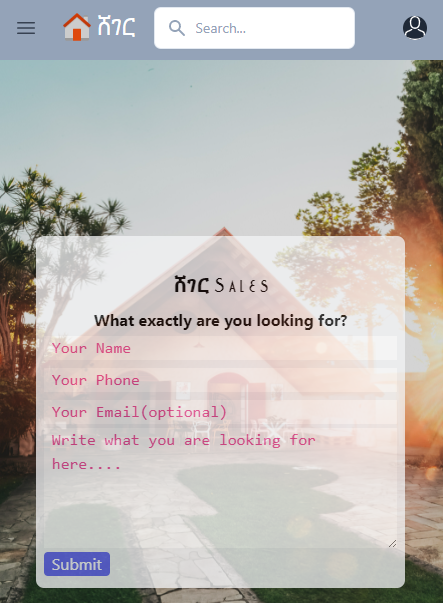 ሸገር
Search...
ሸገር Sales
What exactly are you looking for?
Your Name
Your Phone
Your Email(optional)
Write what you are looking for
here....
Submit